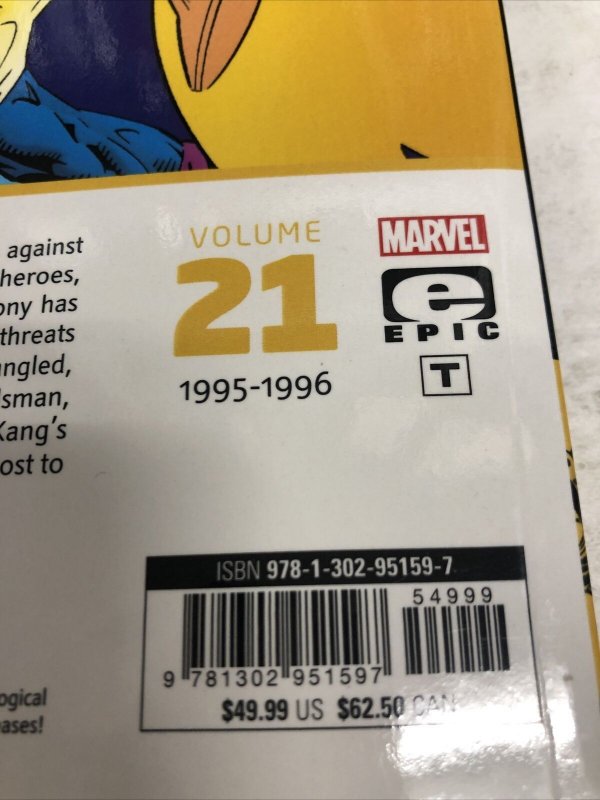 against
heroes,
ony has
threats
angled,
lsman,
Kang's
ost to
VOLUME
21
1995-1996
MARVEL
e
EPIC
T
ISBN 978-1-302-95159-7
54999
9 781302 951597
$49.99 US $62.50 CAN
ogical
ases!